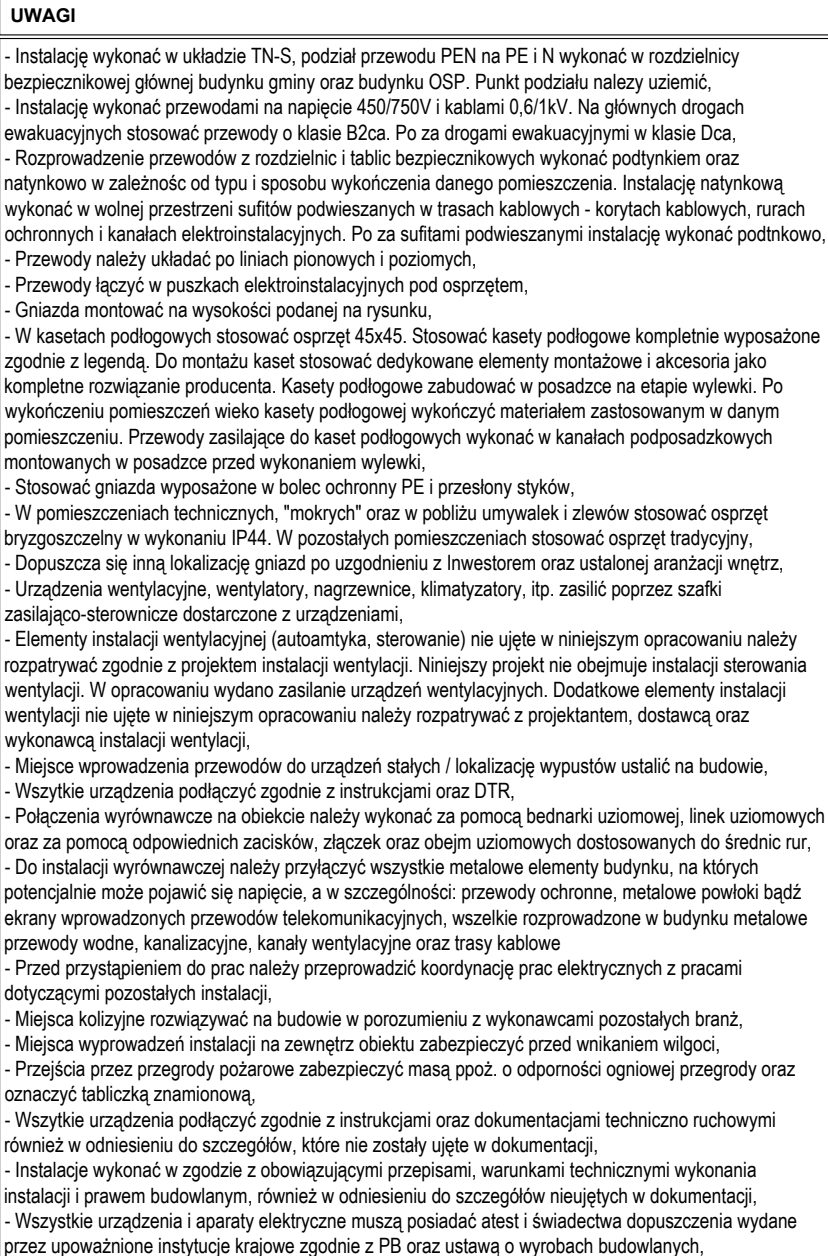 UWAGI
- Instalację wykonać w układzie TN-S, podział przewodu PEN na PE i N wykonać w rozdzielnicy
bezpiecznikowej głównej budynku gminy oraz budynku OSP. Punkt podziału nalezy uziemić,
- Instalację wykonać przewodami na napięcie 450/750V i kablami 0,6/1kV. Na głównych drogach
ewakuacyjnych stosować przewody o klasie B2ca. Po za drogami ewakuacyjnymi w klasie Dca,
- Rozprowadzenie przewodów z rozdzielnic i tablic bezpiecznikowych wykonać podtynkiem oraz
natynkowo w zależnośc od typu i sposobu wykończenia danego pomieszczenia. Instalację natynkową
wykonać w wolnej przestrzeni sufitów podwieszanych w trasach kablowych - korytach kablowych, rurach
ochronnych i kanałach elektroinstalacyjnych. Po za sufitami podwieszanymi instalację wykonać podtnkowo,
- Przewody należy układać po liniach pionowych i poziomych,
- Przewody łączyć w puszkach elektroinstalacyjnych pod osprzętem,
- Gniazda montować na wysokości podanej na rysunku,
- W kasetach podłogowych stosować osprzęt 45x45. Stosować kasety podłogowe kompletnie wyposażone
zgodnie z legendą. Do montażu kaset stosować dedykowane elementy montażowe i akcesoria jako
kompletne rozwiązanie producenta. Kasety podłogowe zabudować w posadzce na etapie wylewki. Po
wykończeniu pomieszczeń wieko kasety podłogowej wykończyć materiałem zastosowanym w danym
pomieszczeniu. Przewody zasilające do kaset podłogowych wykonać w kanałach podposadzkowych
montowanych w posadzce przed wykonaniem wylewki,
- Stosować gniazda wyposażone w bolec ochronny PE i przesłony styków,
- W pomieszczeniach technicznych, "mokrych" oraz w pobliżu umywalek i zlewów stosować osprzęt
bryzgoszczelny w wykonaniu IP44. W pozostałych pomieszczeniach stosować osprzęt tradycyjny,
- Dopuszcza się inną lokalizację gniazd po uzgodnieniu z Inwestorem oraz ustalonej aranżacji wnętrz,
- Urządzenia wentylacyjne, wentylatory, nagrzewnice, klimatyzatory, itp. zasilić poprzez szafki
zasilająco-sterownicze dostarczone z urządzeniami,
- Elementy instalacji wentylacyjnej (autoamtyka, sterowanie) nie ujęte w niniejszym opracowaniu należy
rozpatrywać zgodnie z projektem instalacji wentylacji. Niniejszy projekt nie obejmuje instalacji sterowania
wentylacji. W opracowaniu wydano zasilanie urządzeń wentylacyjnych. Dodatkowe elementy instalacji
wentylacji nie ujęte w niniejszym opracowaniu należy rozpatrywać z projektantem, dostawcą oraz
wykonawcą instalacji wentylacji,
- Miejsce wprowadzenia przewodów do urządzeń stałych / lokalizację wypustów ustalić na budowie,
- Wszytkie urządzenia podłączyć zgodnie z instrukcjami oraz DTR,
- Połączenia wyrównawcze na obiekcie należy wykonać za pomocą bednarki uziomowej, linek uziomowych
oraz za pomocą odpowiednich zacisków, złączek oraz obejm uziomowych dostosowanych do średnic rur,
- Do instalacji wyrównawczej należy przyłączyć wszystkie metalowe elementy budynku, na których
potencjalnie może pojawić się napięcie, a w szczególności: przewody ochronne, metalowe powłoki bądź
ekrany wprowadzonych przewodów telekomunikacyjnych, wszelkie rozprowadzone w budynku metalowe
przewody wodne, kanalizacyjne, kanały wentylacyjne oraz trasy kablowe
- Przed przystąpieniem do prac należy przeprowadzić koordynację prac elektrycznych z pracami
dotyczącymi pozostałych instalacji,
- Miejsca kolizyjne rozwiązywać na budowie w porozumieniu z wykonawcami pozostałych branż,
- Miejsca wyprowadzeń instalacji na zewnętrz obiektu zabezpieczyć przed wnikaniem wilgoci,
- Przejścia przez przegrody pożarowe zabezpieczyć masą ppoż. o odporności ogniowej przegrody oraz
oznaczyć tabliczką znamionową,
- Wszytkie urządzenia podłączyć zgodnie z instrukcjami oraz dokumentacjami techniczno ruchowymi
również w odniesieniu do szczegółów, które nie zostały ujęte w dokumentacji,
- Instalacje wykonać w zgodzie z obowiązującymi przepisami, warunkami technicznymi wykonania
instalacji i prawem budowlanym, również w odniesieniu do szczegółów nieujętych w dokumentacji,
- Wszystkie urządzenia i aparaty elektryczne muszą posiadać atest i świadectwa dopuszczenia wydane
przez upoważnione instytucje krajowe zgodnie z PB oraz ustawą o wyrobach budowlanych,